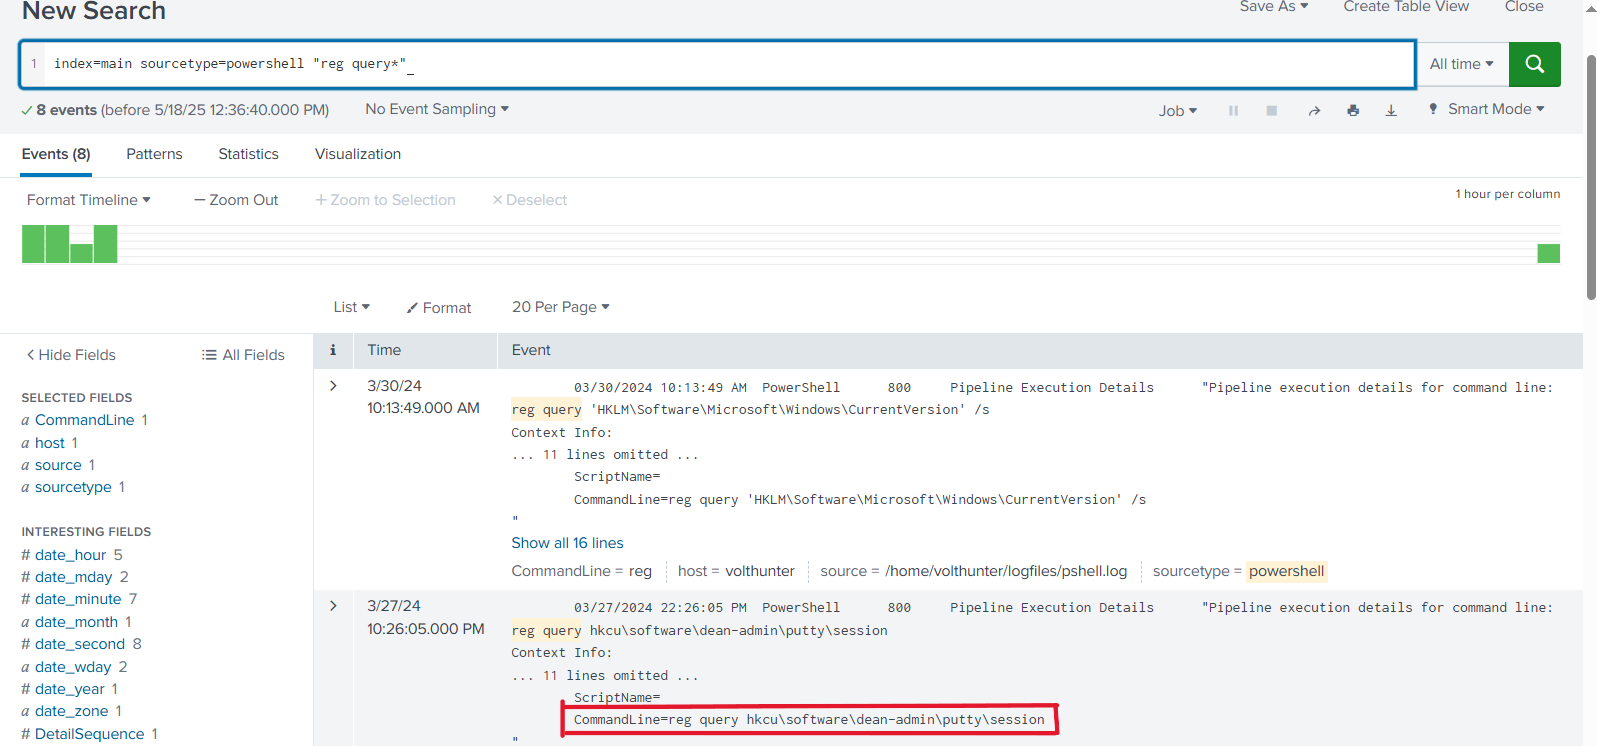 New Search
Save As Create Table View Close
1 index=main sourcetype=powershell "reg query*"_
All time
8 events (before 5/18/25 12:36:40.000 PM) No Event Sampling
Job Smart Mode
Events (8) Patterns Statistics Visualization
Format Timeline — Zoom Out + Zoom to Selection × Deselect
1 hour per column
List Format 20 Per Page
< Hide Fields All Fields
i Time Event
SELECTED FIELDS
a CommandLine 1
a host 1
a source 1
a sourcetype 1
INTERESTING FIELDS
# date_hour 5
# date_mday 2
# date_minute 7
a date_month 1
# date_second 8
a date_wday 2
# date_year 1
a date_zone 1
# DetailSequence 1
> 3/30/24
10:13:49.000 AM
03/30/2024 10:13:49 AM PowerShell 800 Pipeline Execution Details "Pipeline execution details for command line:
reg query 'HKLM\Software\Microsoft\Windows\CurrentVersion' /s
Context Info:
... 11 lines omitted ...
ScriptName=
CommandLine=reg query 'HKLM\Software\Microsoft\Windows\CurrentVersion' /s
"
Show all 16 lines
CommandLine = reg host = volthunter source = /home/volthunter/logfiles/pshell.log sourcetype = powershell
> 3/27/24
10:26:05.000 PM
03/27/2024 22:26:05 PM PowerShell 800 Pipeline Execution Details "Pipeline execution details for command line:
reg query hkcu\software\dean-admin\putty\session
Context Info:
... 11 lines omitted ...
ScriptName=
CommandLine=reg query hkcu\software\dean-admin\putty\session
"